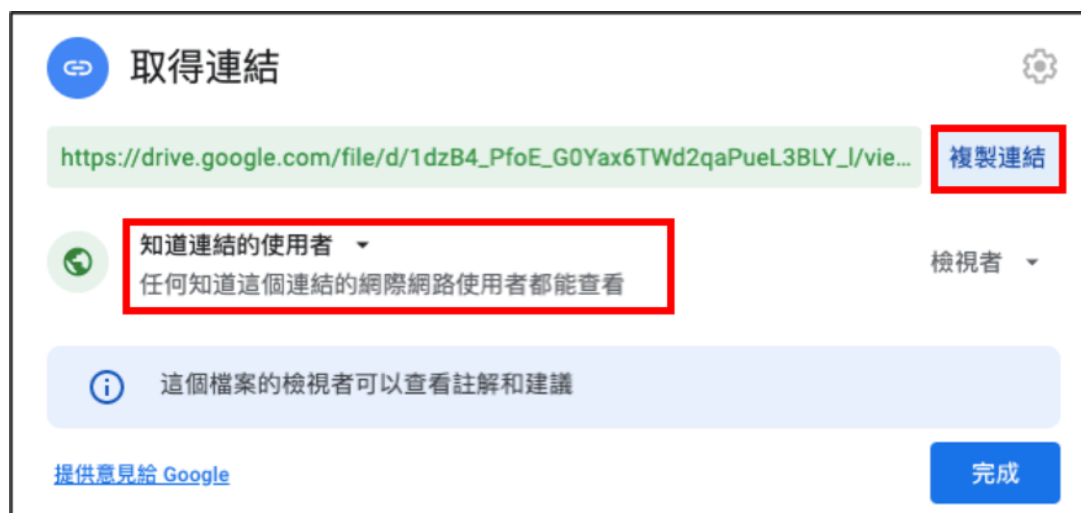 取得連結
https://drive.google.com/file/d/1dzB4_PfoE_G0Yax6TWd2qaPueL3BLY_l/vie...
複製連結
知道連結的使用者
任何知道這個連結的網際網路使用者都能查看
檢視者
這個檔案的檢視者可以查看註解和建議
提供意見給 Google
完成